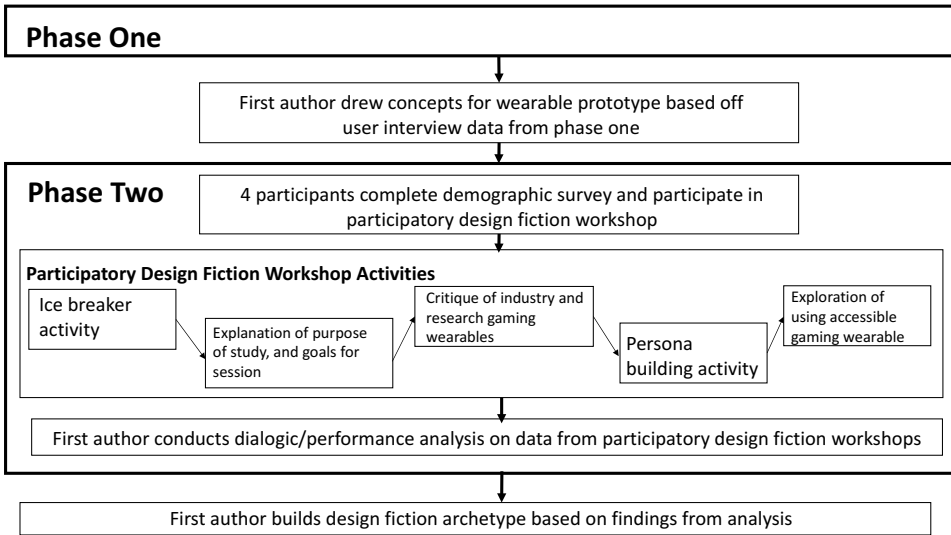 Phase One
First author drew concepts for wearable prototype based off
user interview data from phase one
Phase Two
4 participants complete demographic survey and participate in
participatory design fiction workshop
Participatory Design Fiction Workshop Activities
Ice breaker
activity
Explanation of purpose
of study, and goals for
session
Critique of industry and
research gaming
wearables
Persona
building activity
Exploration of
using accessible
gaming wearable
First author conducts dialogic/performance analysis on data from participatory design fiction workshops
First author builds design fiction archetype based on findings from analysis